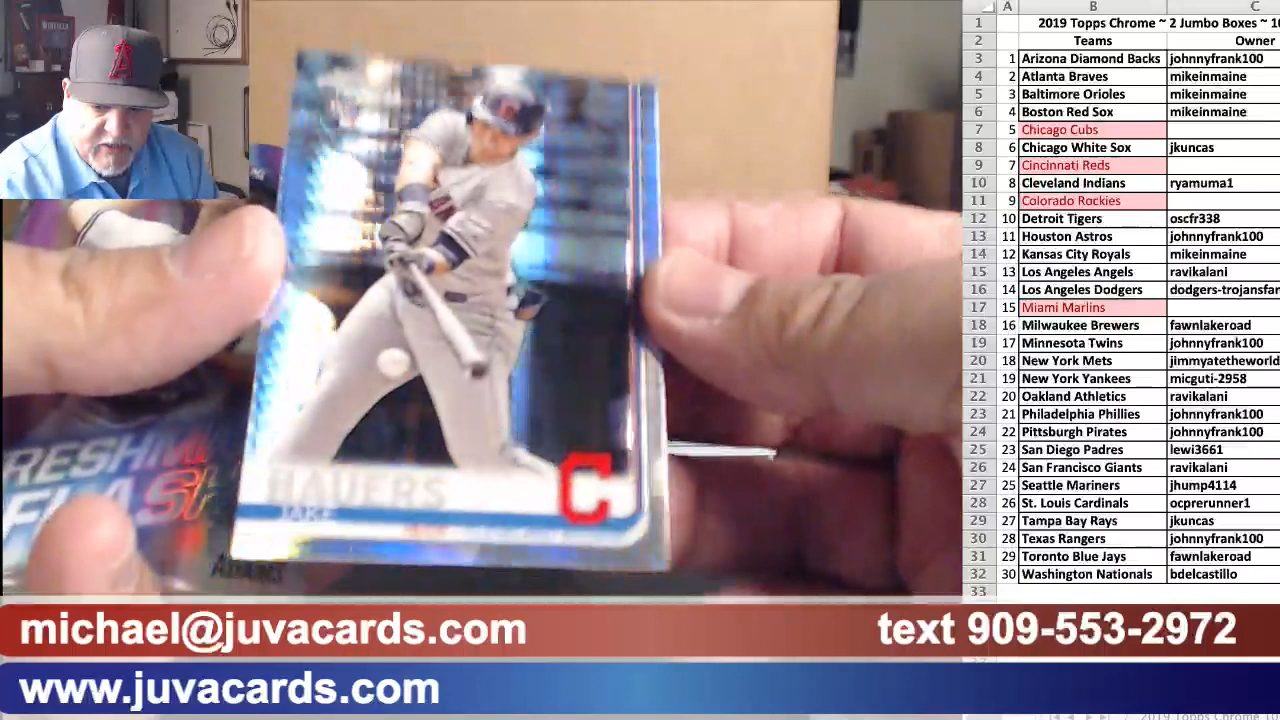 A B C
1 2019 Topps Chrome ~ 2 Jumbo Boxes ~ 1
2 Teams Owner
3 1 Arizona Diamond Backs johnnyfrank100
4 2 Atlanta Braves mikeinmaine
5 3 Baltimore Orioles mikeinmaine
6 4 Boston Red Sox mikeinmaine
7 5 Chicago Cubs
8 6 Chicago White Sox jkuncas
9 7 Cincinnati Reds
10 8 Cleveland Indians ryamuma1
11 9 Colorado Rockies
12 10 Detroit Tigers oscfr338
13 11 Houston Astros johnnyfrank100
14 12 Kansas City Royals mikeinmaine
15 13 Los Angeles Angels ravikalani
16 14 Los Angeles Dodgers dodgers-trojansfan
17 15 Miami Marlins
18 16 Milwaukee Brewers fawnlakeroad
19 17 Minnesota Twins johnnyfrank100
20 18 New York Mets jimmyatetheworld
21 19 New York Yankees micguti-2958
22 20 Oakland Athletics ravikalani
23 21 Philadelphia Phillies johnnyfrank100
24 22 Pittsburgh Pirates johnnyfrank100
25 23 San Diego Padres lewi3661
26 24 San Francisco Giants ravikalani
27 25 Seattle Mariners jhump4114
28 26 St. Louis Cardinals ocprerunner1
29 27 Tampa Bay Rays jkuncas
30 28 Texas Rangers johnnyfrank100
31 29 Toronto Blue Jays fawnlakeroad
32 30 Washington Nationals bdelcastillo
33
A
C
JAKE
michael@juvacards.com text 909-553-2972
www.juvacards.com